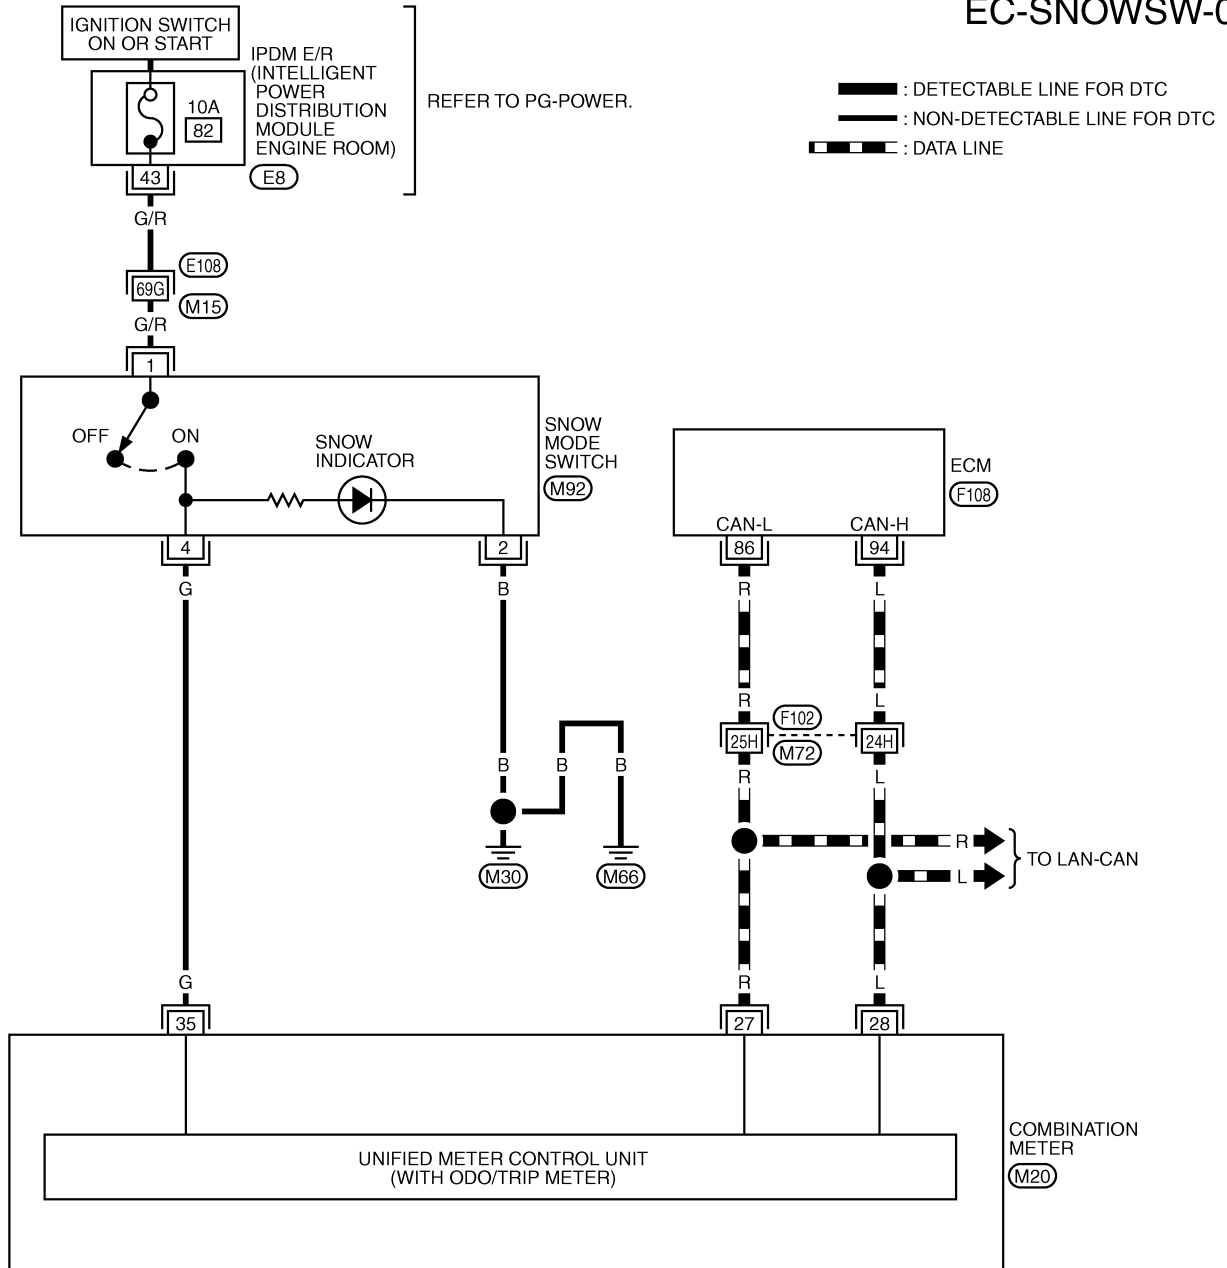 EC-SNOWSW-0
IGNITION SWITCH
ON OR START
IPDM E/R
(INTELLIGENT
POWER
DISTRIBUTION
MODULE
ENGINE ROOM)
10A
82
REFER TO PG-POWER.
: DETECTABLE LINE FOR DTC
: NON-DETECTABLE LINE FOR DTC
: DATA LINE
43
E8
G/R
E108
69G
M15
G/R
1
OFF
ON
SNOW
INDICATOR
SNOW
MODE
SWITCH
M92
ECM
F108
CAN-L
CAN-H
4
2
86
94
G
B
R
L
R
L
F102
25H
24H
M72
B
B
B
R
L
R
L
TO LAN-CAN
M30
M66
G
R
L
35
27
28
COMBINATION
METER
M20
UNIFIED METER CONTROL UNIT
(WITH ODO/TRIP METER)